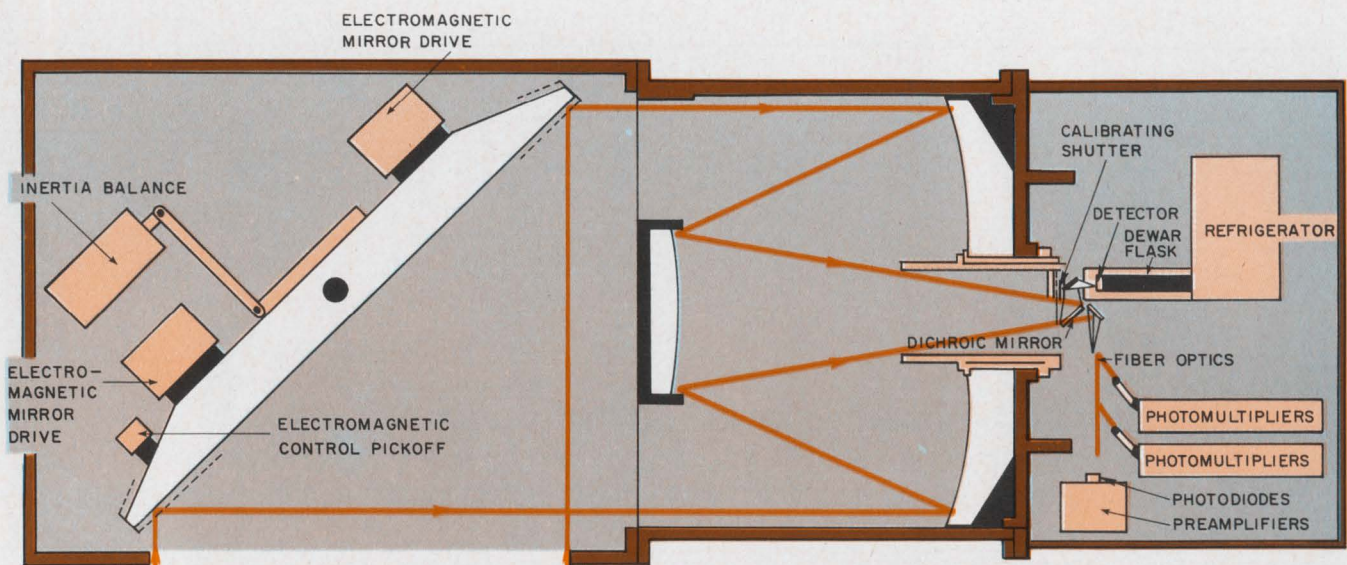 ELECTROMAGNETIC
MIRROR DRIVE
INERTIA BALANCE
ELECTRO-
MAGNETIC
MIRROR
DRIVE
ELECTROMAGNETIC
CONTROL PICKOFF
CALIBRATING
SHUTTER
DETECTOR
DEWAR
FLASK
REFRIGERATOR
DICHROIC MIRROR
FIBER OPTICS
PHOTOMULTIPLIERS
PHOTOMULTIPLIERS
PHOTODIODES
PREAMPLIFIERS